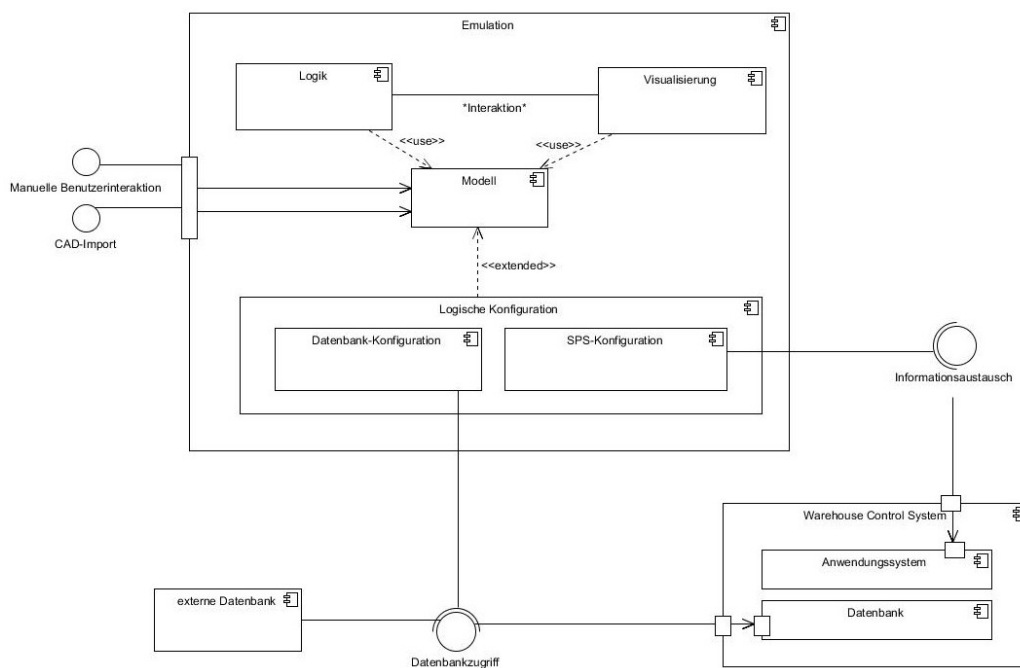 Emulation
Logik
Visualisierung
*Interaktion*
<<use>>
<<use>>
Modell
Manuelle Benutzerinteraktion
CAD-Import
<<extended>>
Logische Konfiguration
Datenbank-Konfiguration
SPS-Konfiguration
Informationsaustausch
Warehouse Control System
Anwendungssystem
externe Datenbank
Datenbank
Datenbankzugriff